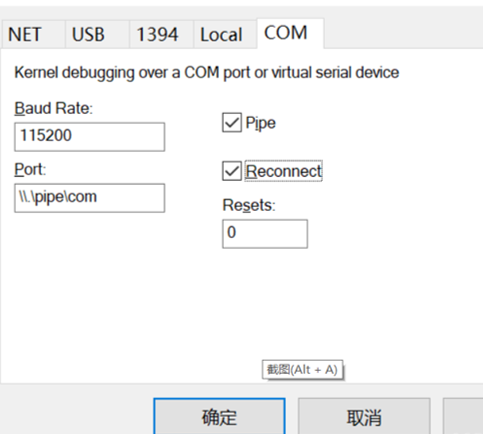 NET USB 1394 Local COM
Kernel debugging over a COM port or virtual serial device
Baud Rate:
115200
Pipe
Port:
\\.\pipe\com
Reconnect
Resets:
0
截图(Alt + A)
确定 取消